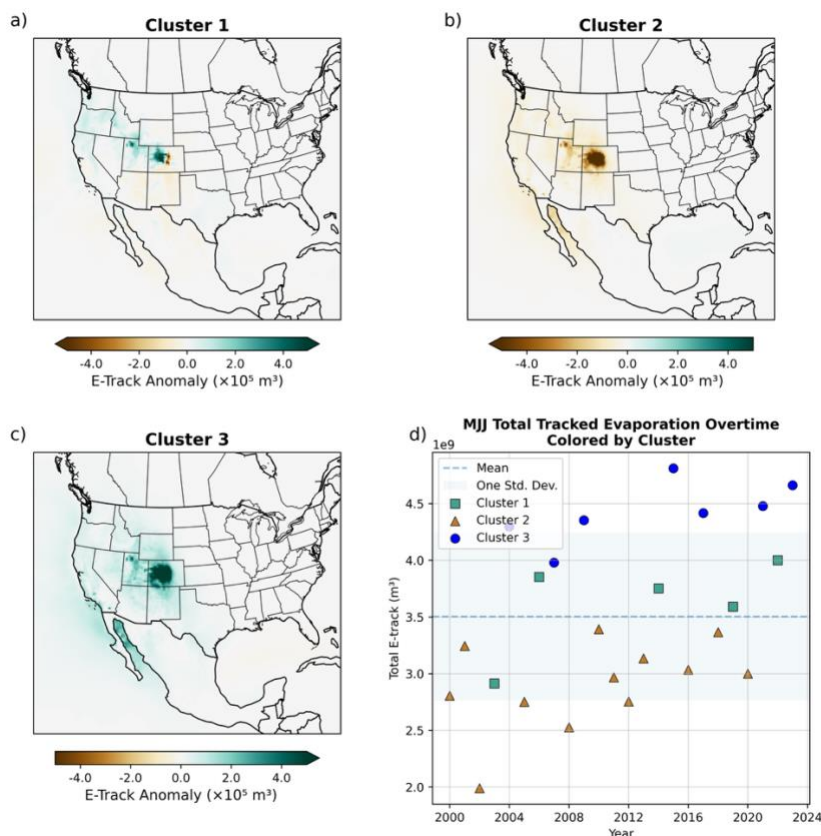 a)
Cluster 1
-4.0 -2.0 0.0 2.0 4.0
E-Track Anomaly (×10⁵ m³)
b)
Cluster 2
-4.0 -2.0 0.0 2.0 4.0
E-Track Anomaly (×10⁵ m³)
c)
Cluster 3
-4.0 -2.0 0.0 2.0 4.0
E-Track Anomaly (×10⁵ m³)
d)
MJJ Total Tracked Evaporation Overtime
Colored by Cluster
1e9
Mean
One Std. Dev.
Cluster 1
Cluster 2
Cluster 3
4.5
4.0
3.5
3.0
2.5
2.0
Total E-track (m³)
2000 2004 2008 2012 2016 2020 2024
Year